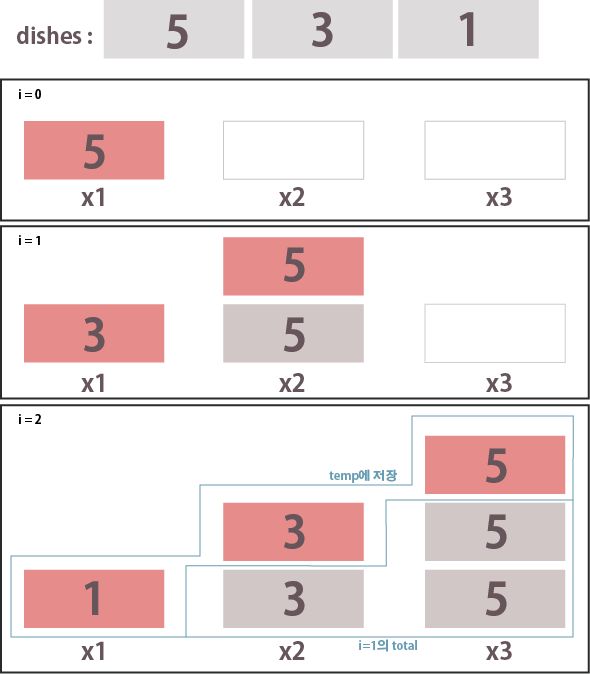 dishes : 5 3 1
i = 0
5
x1 x2 x3
i = 1
5
3 5
x1 x2 x3
i = 2
5
temp에 저장
3 5
1 3 5
i=1의 total
x1 x2 x3